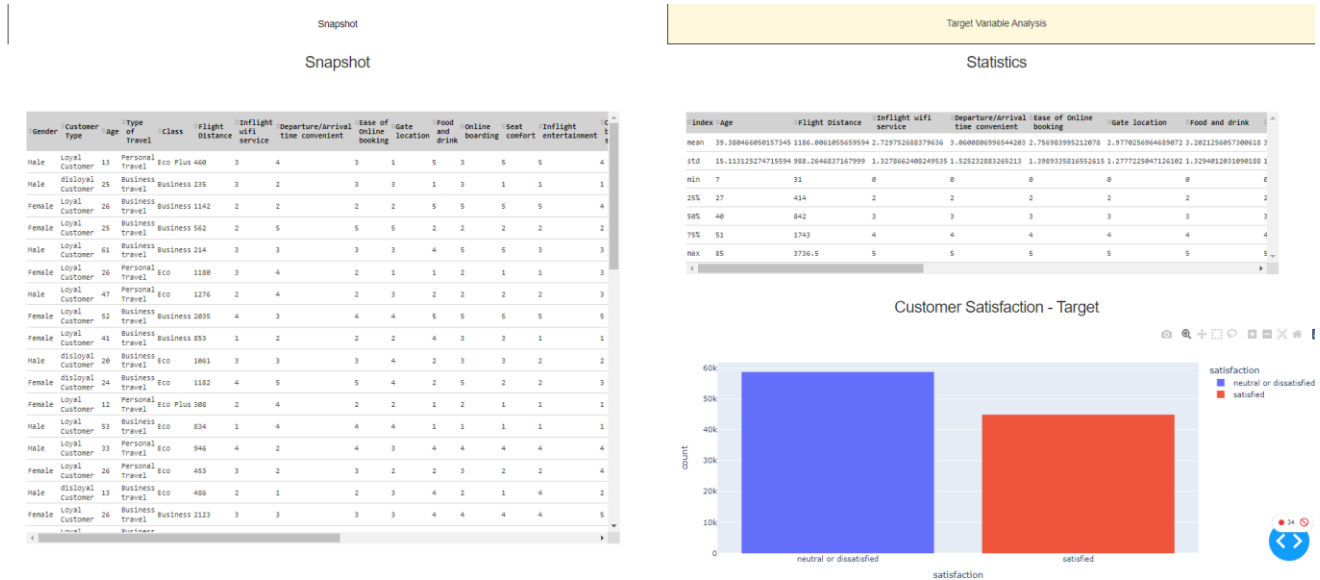 Snapshot
Snapshot
Gender Customer Type Age Type of Travel Class Flight Distance Inflight wifi service Departure/Arrival time convenient Ease of Online booking Gate location Food and drink Online boarding Seat comfort Inflight entertainment
Male Loyal Customer 13 Personal Travel Eco Plus 460 3 4 3 1 5 3 5 5 4
Male disloyal Customer 25 Business travel Business 235 3 2 3 3 1 3 1 1 1
Female Loyal Customer 26 Business travel Business 1142 2 2 2 2 5 5 5 5 4
Female Loyal Customer 25 Business travel Business 562 2 5 5 5 2 2 2 2 2
Male Loyal Customer 61 Business travel Business 214 3 3 3 3 4 5 5 3 3
Female Loyal Customer 26 Personal Travel Eco 1180 3 4 2 1 1 2 1 1 3
Male Loyal Customer 47 Personal Travel Eco 1276 2 4 2 3 2 2 2 2 3
Female Loyal Customer 52 Business travel Business 2035 4 3 4 4 5 5 5 5 5
Female Loyal Customer 41 Business travel Business 853 1 2 2 2 4 3 3 1 1
Male disloyal Customer 20 Business travel Eco 1061 3 3 3 4 2 3 3 2 2
Female disloyal Customer 24 Business travel Eco 1182 4 5 5 4 2 5 2 2 3
Female Loyal Customer 12 Personal Travel Eco Plus 308 2 4 2 2 1 2 1 1 1
Male Loyal Customer 53 Business travel Eco 834 1 4 4 4 1 1 1 1 1
Male Loyal Customer 33 Personal Travel Eco 946 4 2 4 3 4 4 4 4 4
Female Loyal Customer 26 Personal Travel Eco 453 3 2 3 2 2 3 2 2 4
Male disloyal Customer 13 Business travel Eco 486 2 1 2 3 4 2 1 4 2
Female Loyal Customer 26 Business travel Business 2123 3 3 3 3 4 4 4 4 5
Target Variable Analysis
Statistics
index Age Flight Distance Inflight wifi service Departure/Arrival time convenient Ease of Online booking Gate location Food and drink
mean 39.380466050157345 1186.0061055659594 2.729752688379636 3.0600806996544203 2.756983995212078 2.9770256964689072 3.2021256057300618
std 15.113125274715594 988.2646837167999 1.3278662408249535 1.525232883265213 1.3989335816552615 1.2777225047126102 1.3294012031090188
min 7 31 0 0 0 0 0
25% 27 414 2 2 2 2 2
50% 40 842 3 3 3 3 3
75% 51 1743 4 4 4 4 4
max 85 3736.5 5 5 5 5 5
Customer Satisfaction - Target
satisfaction
neutral or dissatisfied
satisfied
60k
50k
40k
30k
20k
10k
0
count
neutral or dissatisfied satisfied
satisfaction
34